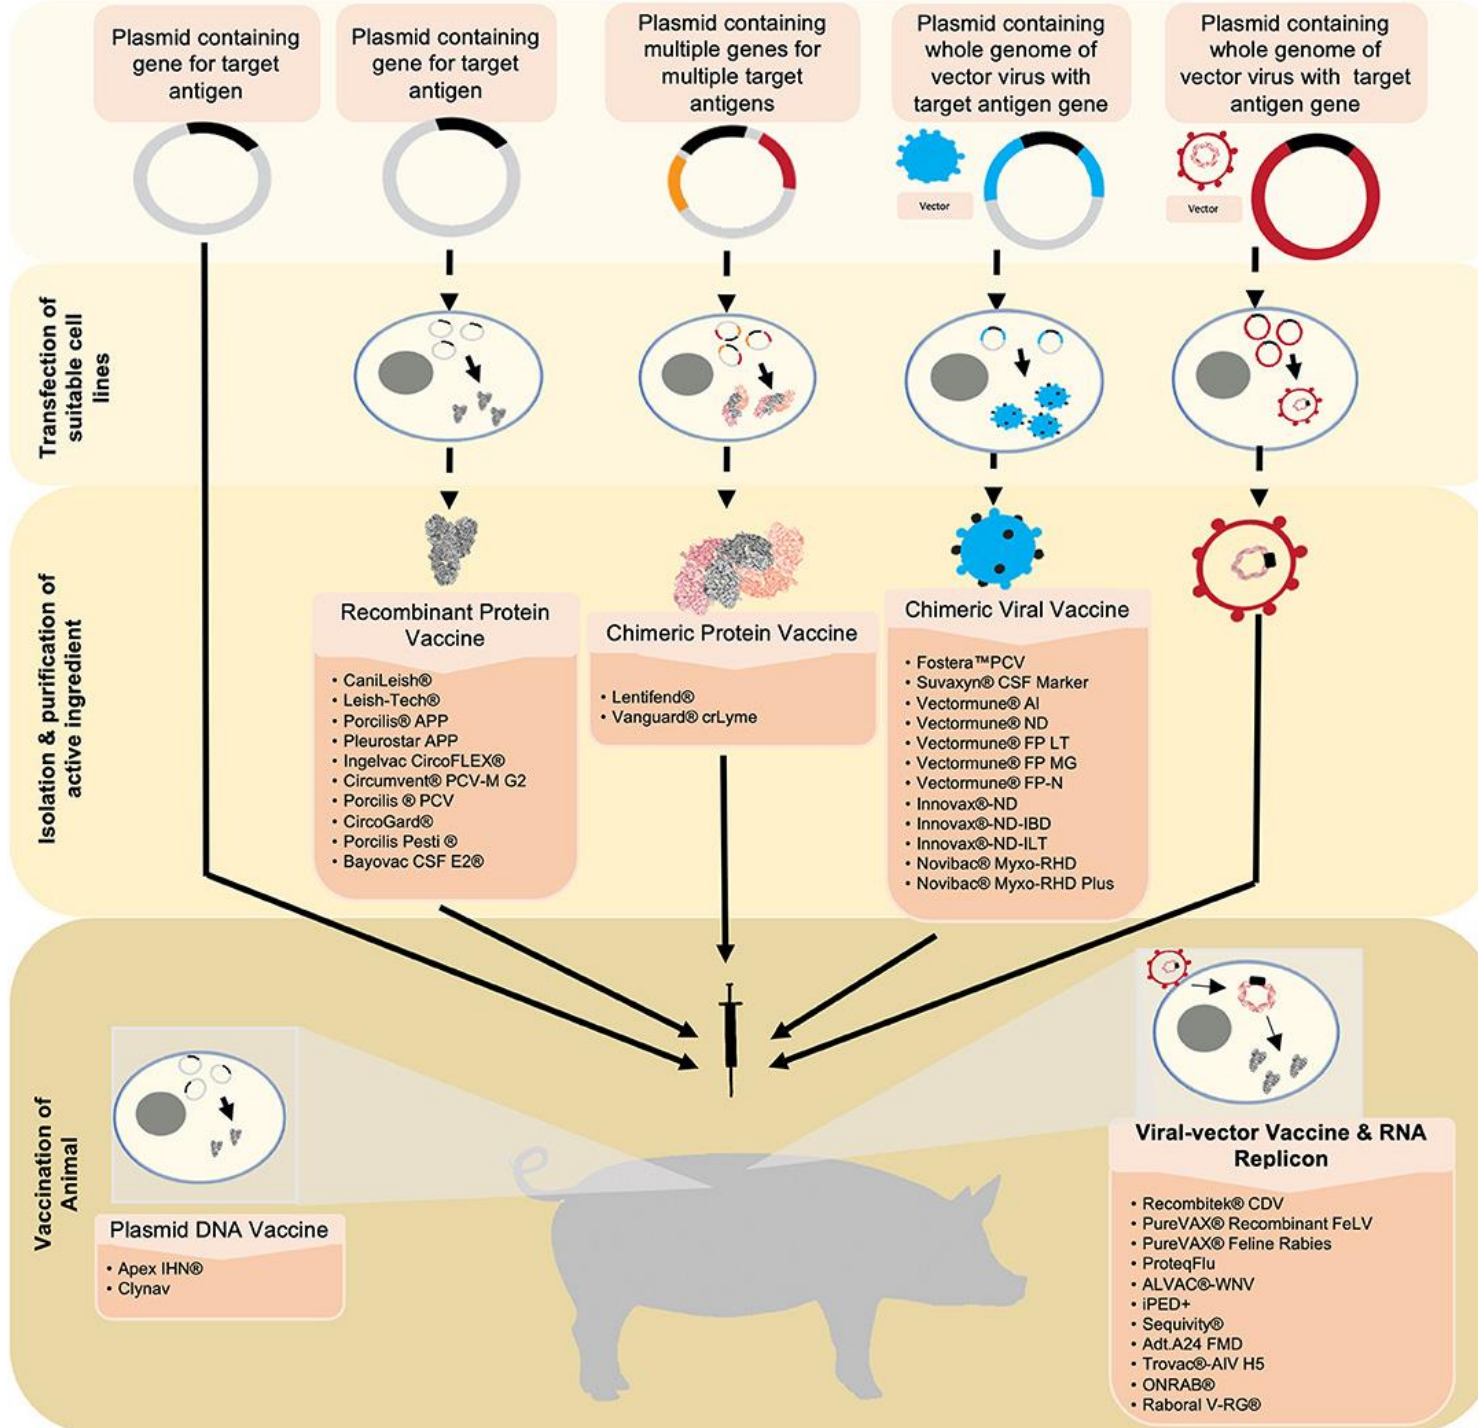 Plasmid containing
gene for target
antigen
Plasmid containing
gene for target
antigen
Plasmid containing
multiple genes for
multiple target
antigens
Plasmid containing
whole genome of
vector virus with
target antigen gene
Plasmid containing
whole genome of
vector virus with target
antigen gene
Vector
Vector
Transfection of
suitable cell
lines
Isolation & purification of
active ingredient
Recombinant Protein
Vaccine
• CaniLeish®
• Leish-Tech®
• Porcilis® APP
• Pleurostar APP
• Ingelvac CircoFLEX®
• Circumvent® PCV-M G2
• Porcilis ® PCV
• CircoGard®
• Porcilis Pesti ®
• Bayovac CSF E2®
Chimeric Protein Vaccine
• Lentifend®
• Vanguard® crLyme
Chimeric Viral Vaccine
• Fostera™PCV
• Suvaxyn® CSF Marker
• Vectormune® AI
• Vectormune® ND
• Vectormune® FP LT
• Vectormune® FP MG
• Vectormune® FP-N
• Innovax®-ND
• Innovax®-ND-IBD
• Innovax®-ND-ILT
• Novibac® Myxo-RHD
• Novibac® Myxo-RHD Plus
Vaccination of
Animal
Plasmid DNA Vaccine
• Apex IHN®
• Clynav
Viral-vector Vaccine & RNA
Replicon
• Recombitek® CDV
• PureVAX® Recombinant FeLV
• PureVAX® Feline Rabies
• ProteqFlu
• ALVAC®-WNV
• iPED+
• Sequivity®
• Adt.A24 FMD
• Trovac®-AIV H5
• ONRAB®
• Raboral V-RG®